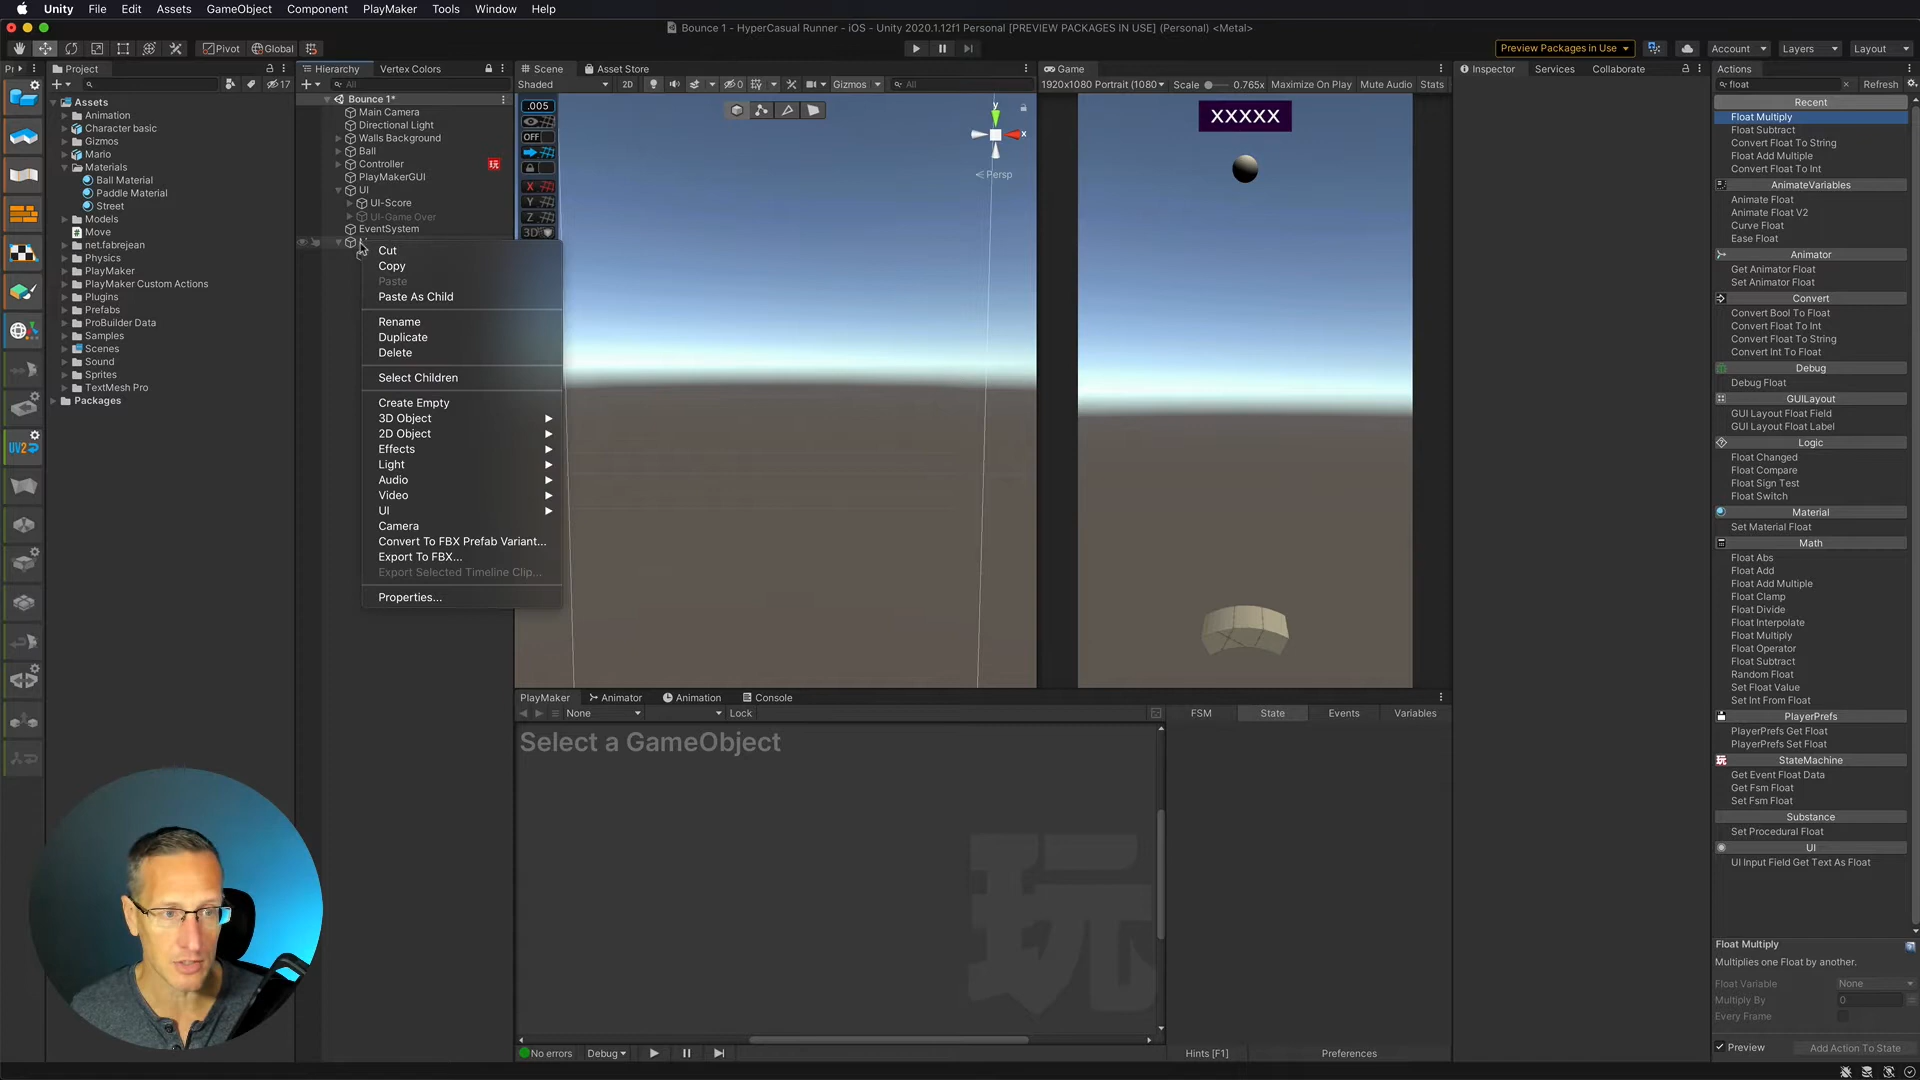 Unity File Edit Assets GameObject Component PlayMaker Tools Window Help
Bounce 1 - HyperCasual Runner - iOS - Unity 2020.1.12f1 Personal [PREVIEW PACKAGES IN USE] (Personal) <Metal>
Pivot Global Preview Packages in Use Account Layers Layout
Project
17
Assets
Animation
Character basic
Gizmos
Mario
Materials
Ball Material
Paddle Material
Street
Models
Move
net.fabrejean
Physics
PlayMaker
PlayMaker Custom Actions
Plugins
Prefabs
ProBuilder Data
Samples
Scenes
Sound
Sprites
TextMesh Pro
Packages
UV2
Hierarchy Vertex Colors
All
Bounce 1*
Main Camera
Directional Light
Walls Background
Ball
Controller
PlayMakerGUI
UI
UI-Score
UI-Game Over
EventSystem
Cut
Copy
Paste
Paste As Child
Rename
Duplicate
Delete
Select Children
Create Empty
3D Object
2D Object
Effects
Light
Audio
Video
UI
Camera
Convert To FBX Prefab Variant...
Export To FBX...
Export Selected Timeline Clip...
Properties...
Scene Asset Store
Shaded 2D 0 Gizmos All
.005
OFF
X
Y
Z
3D
y
x
Persp
Game
1920x1080 Portrait (1080 Scale 0.765x Maximize On Play Mute Audio Stats
XXXXX
PlayMaker Animator Animation Console
None Lock FSM State Events Variables
Select a GameObject
玩
No errors Debug Hints [F1] Preferences
Inspector Services Collaborate
Actions
float Refresh
Recent
Float Multiply
Float Subtract
Convert Float To String
Float Add Multiple
Convert Float To Int
AnimateVariables
Animate Float
Animate Float V2
Curve Float
Ease Float
Animator
Get Animator Float
Set Animator Float
Convert
Convert Bool To Float
Convert Float To Int
Convert Float To String
Convert Int To Float
Debug
Debug Float
GUILayout
GUI Layout Float Field
GUI Layout Float Label
Logic
Float Changed
Float Compare
Float Sign Test
Float Switch
Material
Set Material Float
Math
Float Abs
Float Add
Float Add Multiple
Float Clamp
Float Divide
Float Interpolate
Float Multiply
Float Operator
Float Subtract
Random Float
Set Float Value
Set Int From Float
PlayerPrefs
PlayerPrefs Get Float
PlayerPrefs Set Float
StateMachine
Get Event Float Data
Get Fsm Float
Set Fsm Float
Substance
Set Procedural Float
UI
UI Input Field Get Text As Float
Float Multiply
Multiplies one Float by another.
Float Variable None
Multiply By 0
Every Frame
Preview Add Action To State